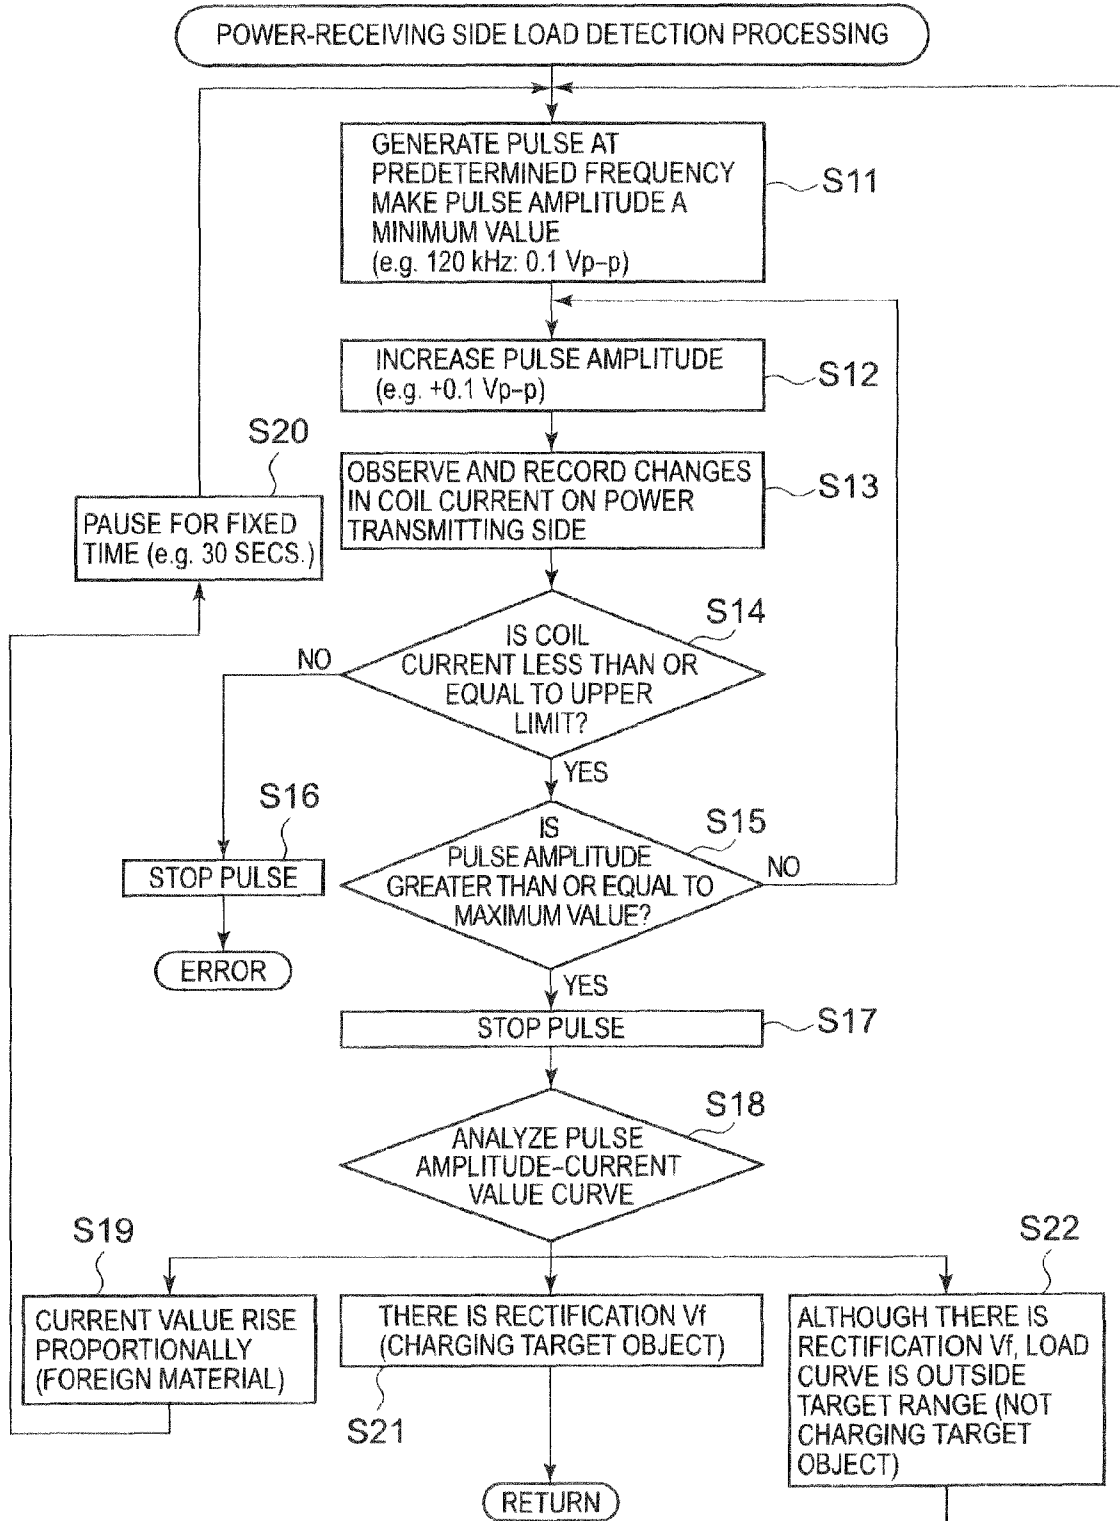 POWER-RECEIVING SIDE LOAD DETECTION PROCESSING
GENERATE PULSE AT
PREDETERMINED FREQUENCY
MAKE PULSE AMPLITUDE A
MINIMUM VALUE
(e.g. 120 kHz: 0.1 Vp-p)
S11
INCREASE PULSE AMPLITUDE
(e.g. +0.1 Vp-p)
S12
S20
PAUSE FOR FIXED
TIME (e.g. 30 SECS.)
OBSERVE AND RECORD CHANGES
IN COIL CURRENT ON POWER
TRANSMITTING SIDE
S13
S14
IS COIL
CURRENT LESS THAN OR
EQUAL TO UPPER
LIMIT?
NO
YES
S16
STOP PULSE
ERROR
S15
IS
PULSE AMPLITUDE
GREATER THAN OR EQUAL TO
MAXIMUM VALUE?
NO
YES
STOP PULSE
S17
S18
ANALYZE PULSE
AMPLITUDE-CURRENT
VALUE CURVE
S19
CURRENT VALUE RISE
PROPORTIONALLY
(FOREIGN MATERIAL)
THERE IS RECTIFICATION Vf
(CHARGING TARGET OBJECT)
S21
S22
ALTHOUGH THERE IS
RECTIFICATION Vf, LOAD
CURVE IS OUTSIDE
TARGET RANGE (NOT
CHARGING TARGET
OBJECT)
RETURN